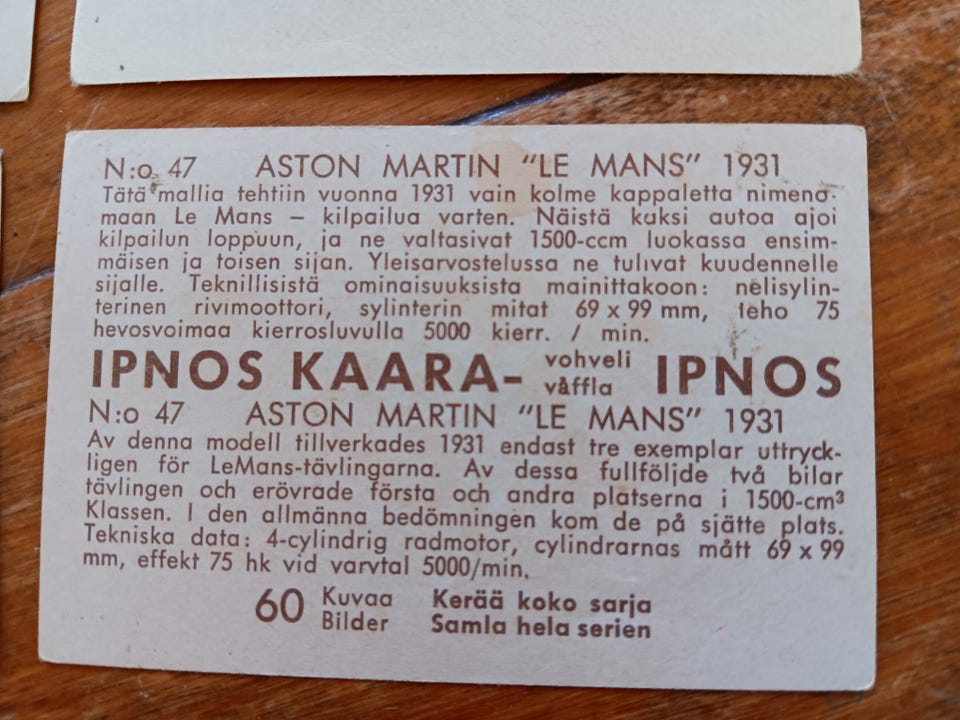 N:o 47 ASTON MARTIN "LE MANS" 1931
Tätä mallia tehtiin vuonna 1931 vain kolme kappaletta nimeno-
maan Le Mans – kilpailua varten. Näistä kaksi autoa ajoi
kilpailun loppuun, ja ne valtasivat 1500-ccm luokassa ensim-
mäisen ja toisen sijan. Yleisarvostelussa ne tulivat kuudennelle
sijalle. Teknillisistä ominaisuuksista mainittakoon: nelisylin-
terinen rivimoottori, sylinterin mitat 69 x 99 mm, teho 75
hevosvoimaa kierrosluvulla 5000 kierr. / min.
IPNOS KAARA- vohveli våffla IPNOS
N:o 47 ASTON MARTIN "LE MANS" 1931
Av denna modell tillverkades 1931 endast tre exemplar uttryck-
ligen för LeMans-tävlingarna. Av dessa fullföljde två bilar
tävlingen och erövrade första och andra platserna i 1500-cm³
Klassen. I den allmänna bedömningen kom de på sjätte plats.
Tekniska data: 4-cylindrig radmotor, cylindrarnas mått 69 x 99
mm, effekt 75 hk vid varvtal 5000/min.
60 Kuvaa Kerää koko sarja
Bilder Samla hela serien